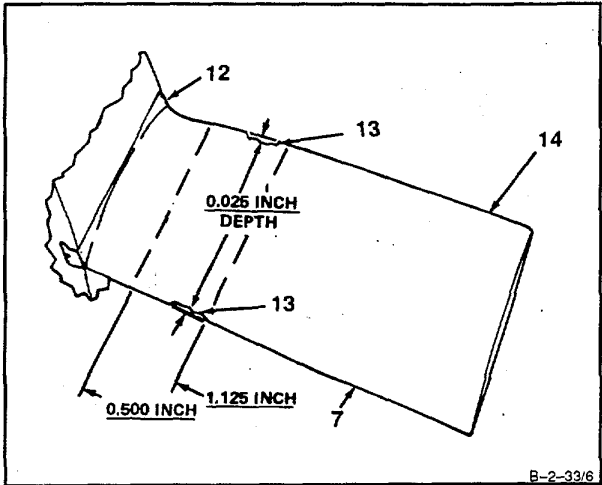 12
13
14
0.025 INCH
DEPTH
13
0.500 INCH
1.125 INCH
7
B-2-33/6